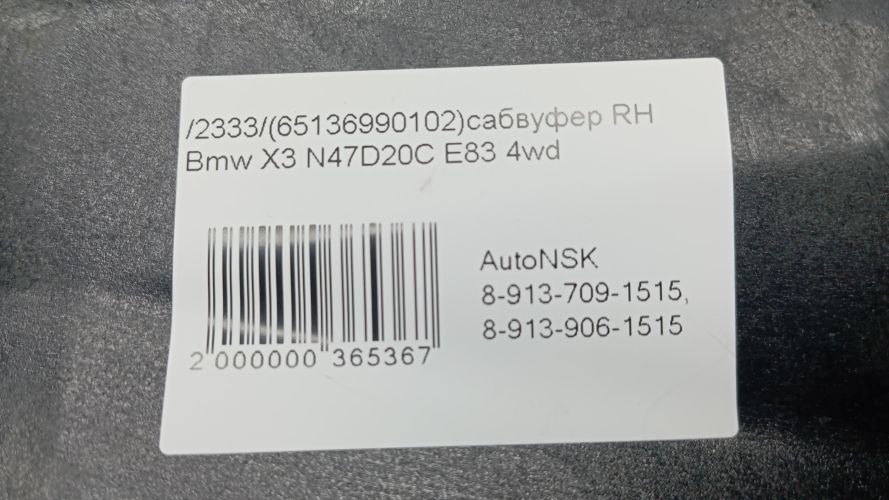 /2333/(65136990102)сабвуфер RH
Bmw X3 N47D20C E83 4wd
AutoNSK
8-913-709-1515,
8-913-906-1515
2 000000 365367